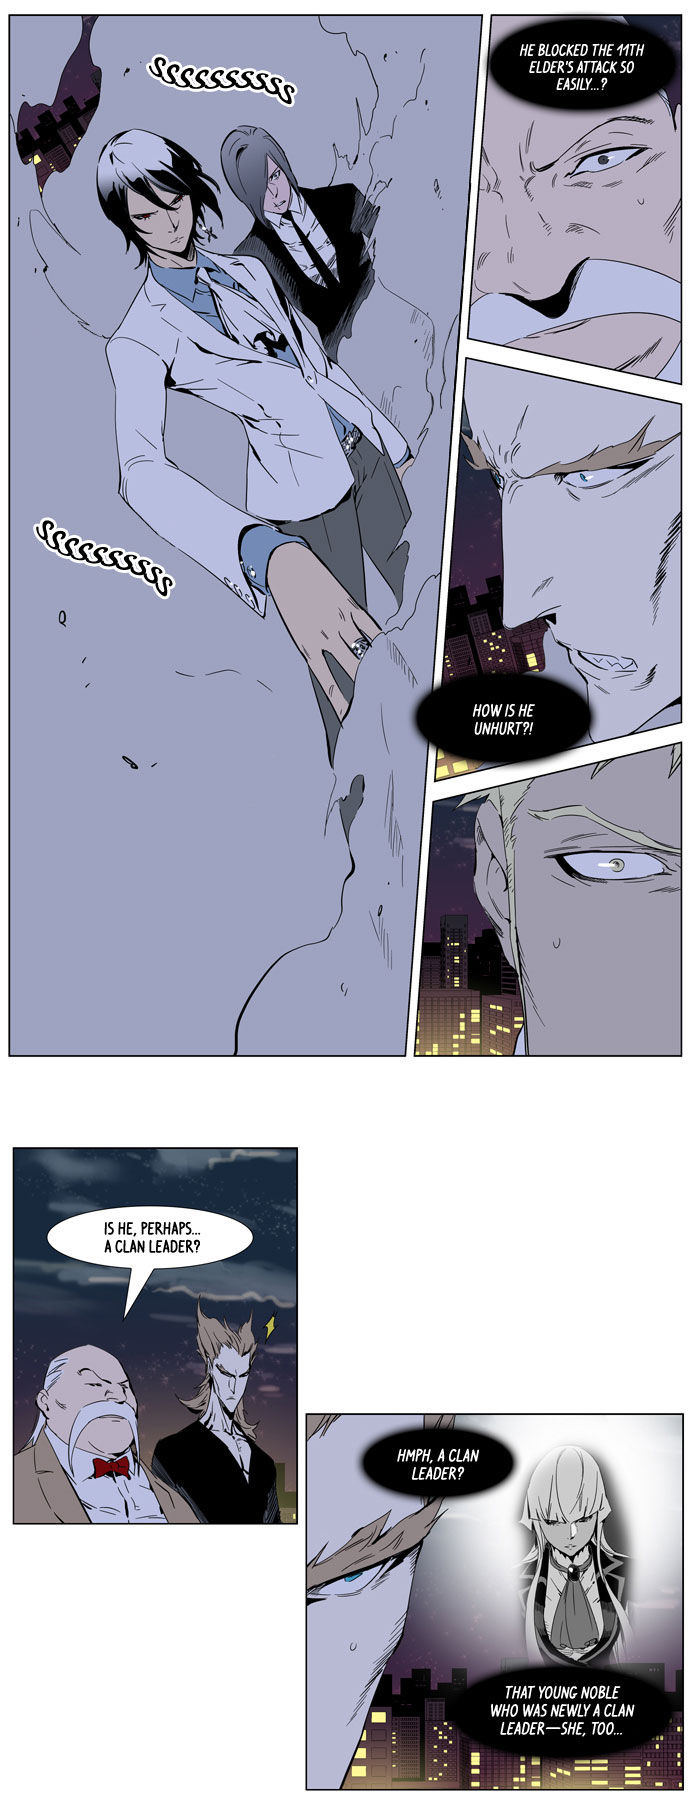 SSSSSSSSSS
HE BLOCKED THE 11TH
ELDER'S ATTACK SO
EASILY...?
SSSSSSSSSS
HOW IS HE
UNHURT?!
IS HE, PERHAPS...
A CLAN LEADER?
HMPH, A CLAN
LEADER?
THAT YOUNG NOBLE
WHO WAS NEWLY A CLAN
LEADER—SHE, TOO...